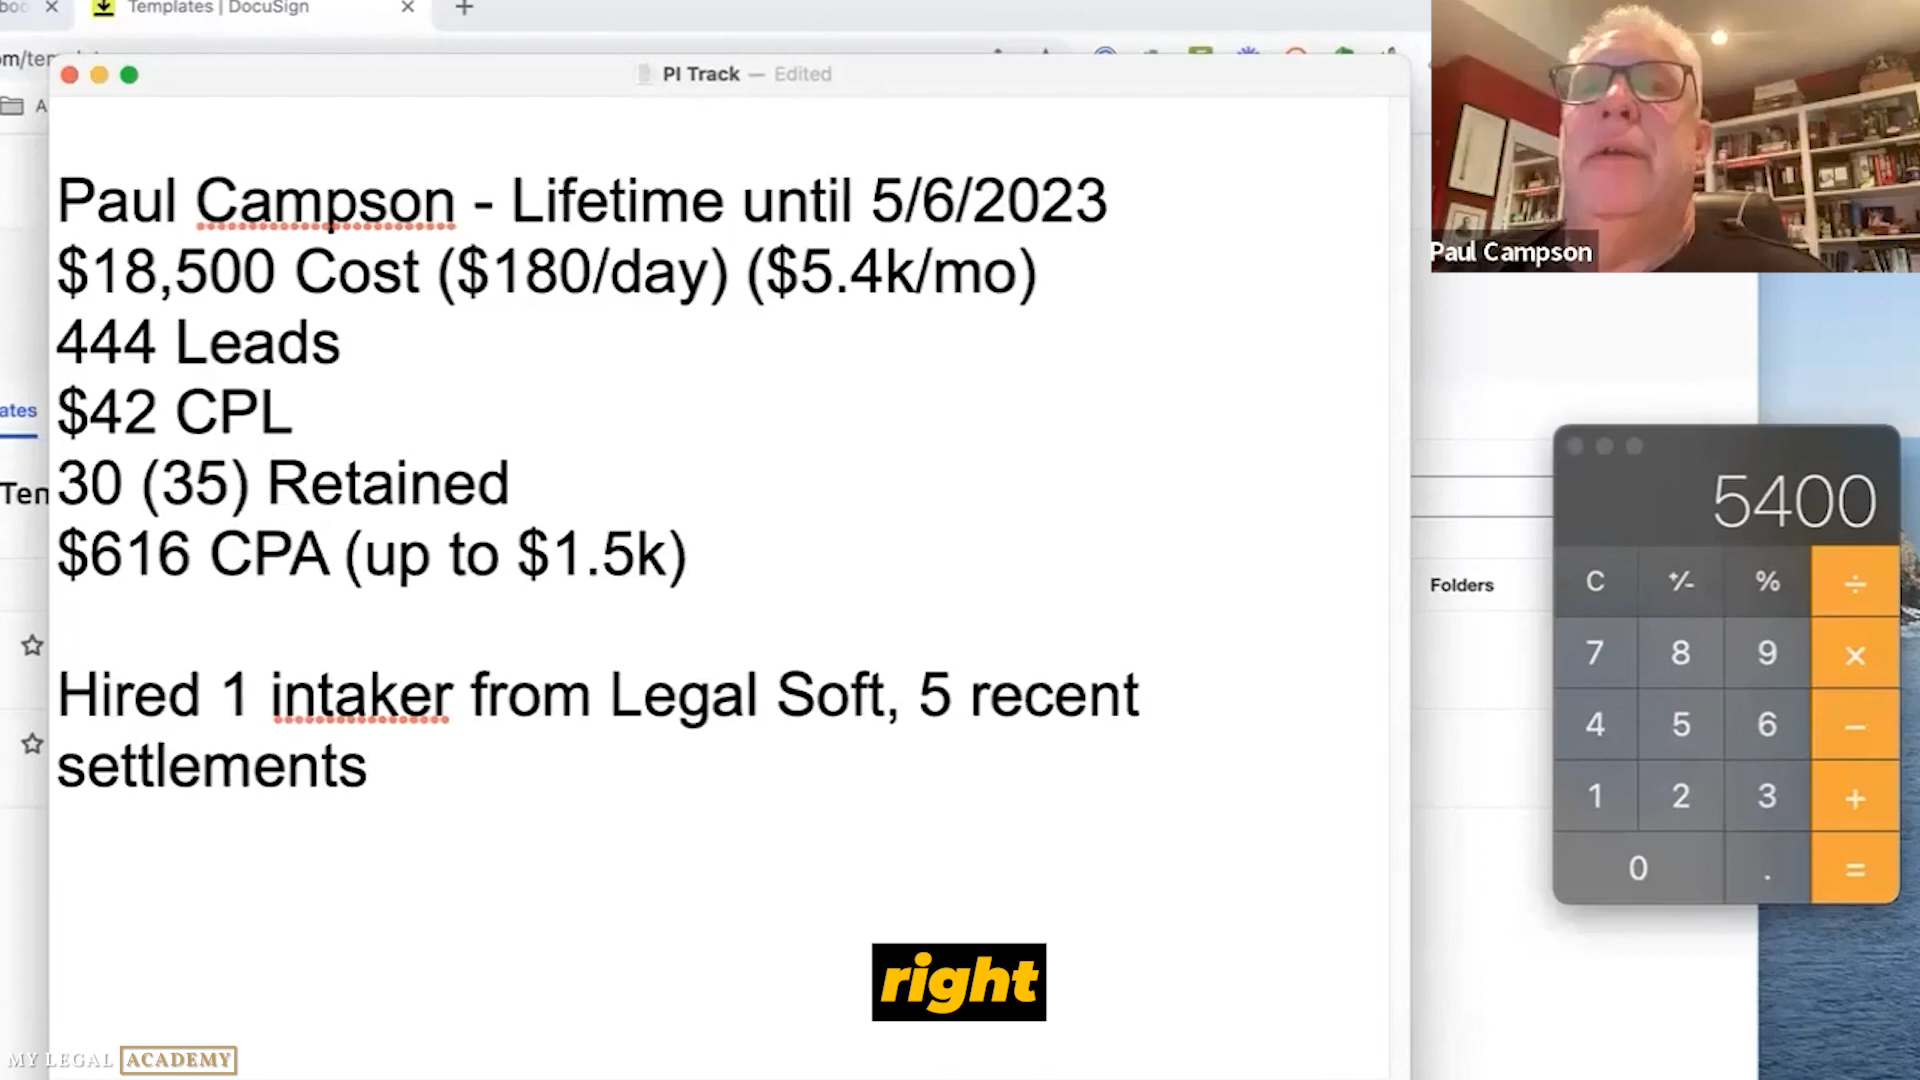 Templates | DocuSign
PI Track — Edited
A
Paul Campson - Lifetime until 5/6/2023
$18,500 Cost ($180/day) ($5.4k/mo)
444 Leads
$42 CPL
30 (35) Retained
$616 CPA (up to $1.5k)
Hired 1 intaker from Legal Soft, 5 recent
settlements
ates
Ten
Paul Campson
Folders
5400
C +/- % ÷
7 8 9 ×
4 5 6 −
1 2 3 +
0 . =
right
MY LEGAL ACADEMY